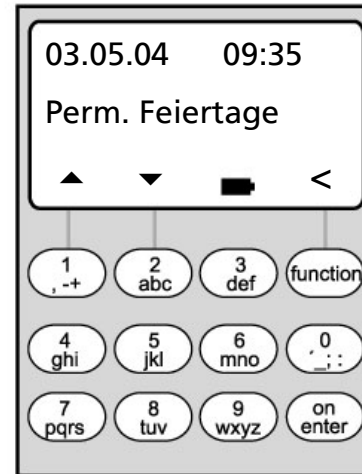 03.05.04 09:35
Perm. Feiertage
<
1 2 3 function
, -+ abc def
4 5 6 0
ghi jkl mno ´_; :
7 8 9 on
pqrs tuv wxyz enter